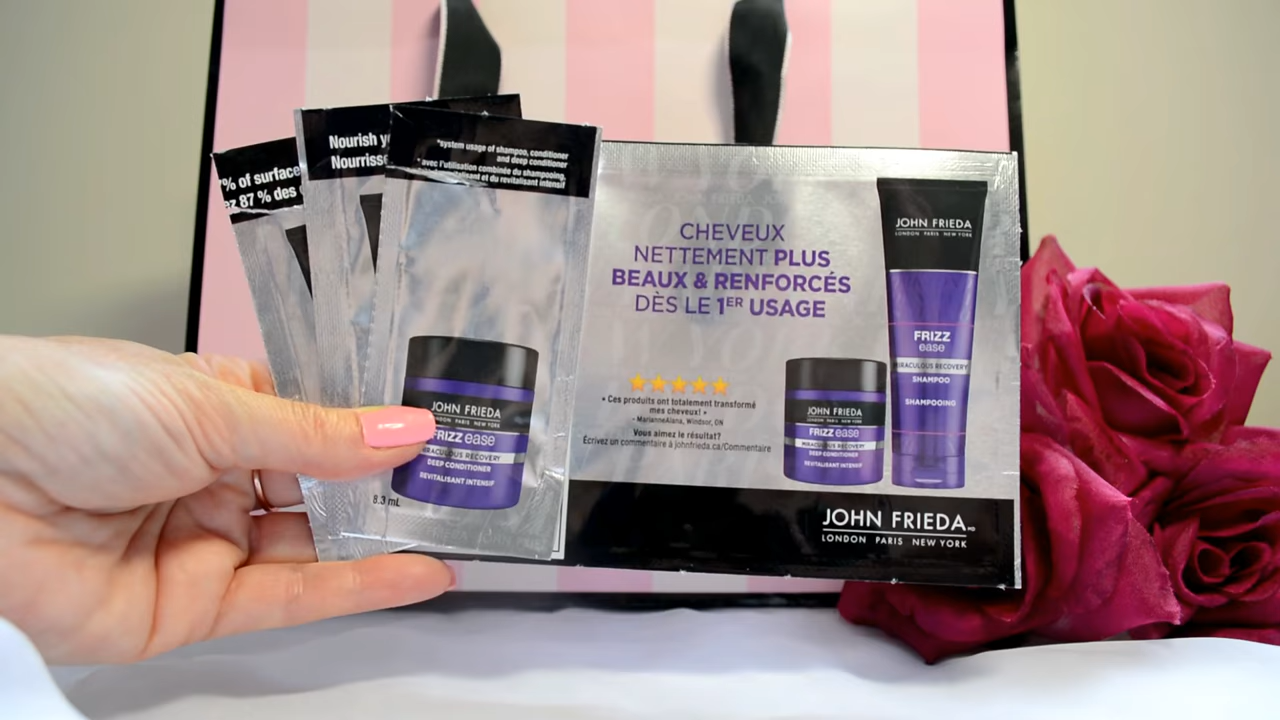 % of surface
ez 87 % des
Nourish
Nourrisse
*system usage of shampoo, conditioner
and deep conditioner
avec l'utilisation combinée du shampooing,
et du revitalisant intensif
JOHN FRIEDA
LONDON PARIS NEW YORK
FRIZZ ease
MIRACULOUS RECOVERY
DEEP CONDITIONER
REVITALISANT INTENSIF
8.3 mL
CHEVEUX
NETTEMENT PLUS
BEAUX & RENFORCÉS
DÈS LE 1ER USAGE
« Ces produits ont totalement transformé
mes cheveux! »
- MarianneAlana, Windsor, ON
Vous aimez le résultat?
Écrivez un commentaire à johnfrieda.ca/Commentaire
JOHN FRIEDA
LONDON PARIS NEW YORK
FRIZZ ease
MIRACULOUS RECOVERY
DEEP CONDITIONER
REVITALISANT INTENSIF
JOHN FRIEDA
LONDON PARIS NEW YORK
FRIZZ
ease
MIRACULOUS RECOVERY
SHAMPOO
SHAMPOOING
JOHN FRIEDA MD
LONDON PARIS NEW YORK